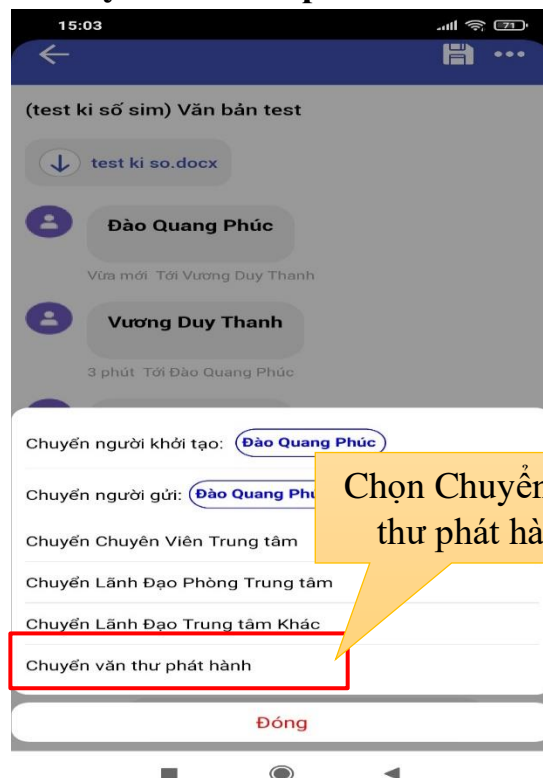 15:03
71
(test kí số sim) Văn bản test
test ki so.docx
Đào Quang Phúc
Vừa mới Tới Vương Duy Thanh
Vương Duy Thanh
3 phút Tới Đào Quang Phúc
Chuyển người khởi tạo: Đào Quang Phúc
Chuyển người gửi: Đào Quang
Chọn Chuyển
thư phát
Chuyển Chuyên Viên Trung tâm
Chuyển Lãnh Đạo Phòng Trung tâm
Chuyển Lãnh Đạo Trung tâm Khác
Chuyển văn thư phát hành
Đóng